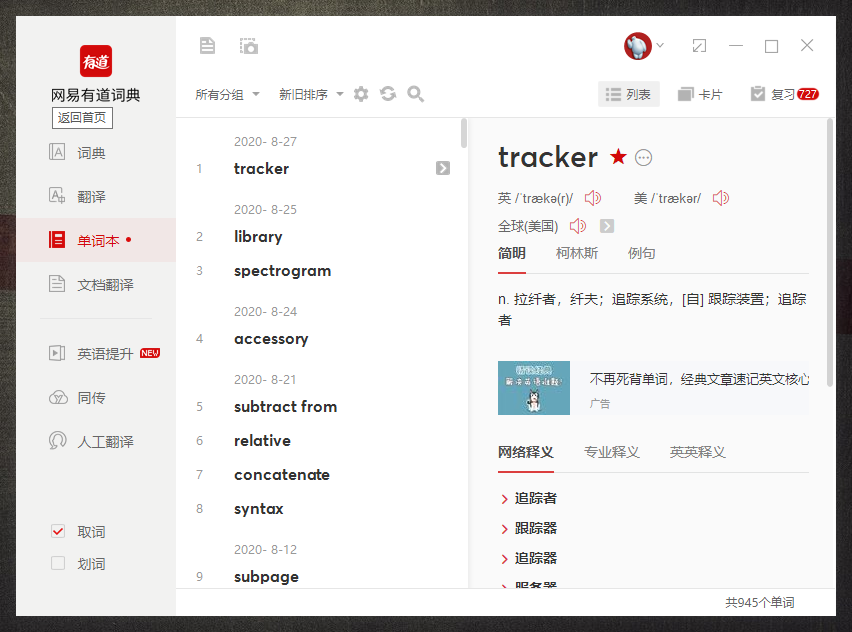 有道
网易有道词典
返回首页
词典
翻译
单词本
文档翻译
英语提升 NEW
同传
人工翻译
取词
划词
所有分组
新旧排序
列表
卡片
复习 727
2020- 8-27
1 tracker
2020- 8-25
2 library
3 spectrogram
2020- 8-24
4 accessory
2020- 8-21
5 subtract from
6 relative
7 concatenate
8 syntax
2020- 8-12
9 subpage
tracker
英 /ˈtrækə(r)/ 美 /ˈtrækər/
全球(美国)
简明 柯林斯 例句
n. 拉纤者，纤夫；追踪系统，[自] 跟踪装置；追踪
者
不再死背单词，经典文章速记英文核心
广告
网络释义 专业释义 英英释义
追踪者
跟踪器
追踪器
服务器
共945个单词